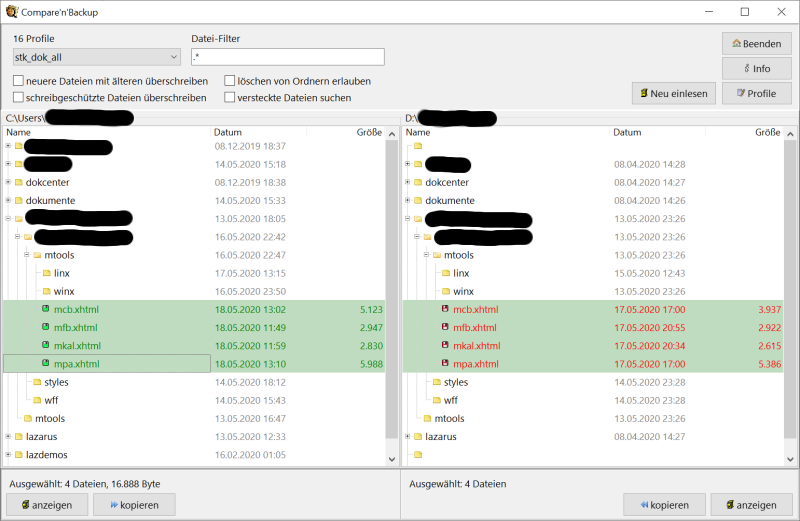 Compare'n'Backup
16 Profile
Datei-Filter
stk_dok_all
.*
Beenden
neuere Dateien mit älteren überschreiben
löschen von Ordnern erlauben
Info
schreibgeschützte Dateien überschreiben
versteckte Dateien suchen
Neu einlesen
Profile
C:\Users\
Name Datum Größe
08.12.2019 18:37
14.05.2020 15:18
dokcenter 08.12.2019 18:38
dokumente 14.05.2020 15:33
13.05.2020 18:05
16.05.2020 22:42
mtools 16.05.2020 22:47
linx 17.05.2020 13:15
winx 16.05.2020 23:50
mcb.xhtml 18.05.2020 13:02 5.123
mfb.xhtml 18.05.2020 11:49 2.947
mkal.xhtml 18.05.2020 11:59 2.830
mpa.xhtml 18.05.2020 13:10 5.988
styles 14.05.2020 18:12
wff 14.05.2020 15:43
mtools 13.05.2020 16:47
lazarus 13.05.2020 12:33
lazdemos 16.02.2020 01:05
Ausgewählt: 4 Dateien, 16.888 Byte
anzeigen
kopieren
D:\
Name Datum Größe
08.04.2020 14:28
dokcenter 08.04.2020 14:27
dokumente 08.04.2020 14:26
13.05.2020 23:26
13.05.2020 23:26
mtools 13.05.2020 23:26
linx 15.05.2020 12:43
winx 13.05.2020 23:26
mcb.xhtml 17.05.2020 17:00 3.937
mfb.xhtml 17.05.2020 20:55 2.922
mkal.xhtml 17.05.2020 20:34 2.615
mpa.xhtml 17.05.2020 17:00 5.386
styles 14.05.2020 23:28
wff 14.05.2020 23:28
mtools 13.05.2020 23:26
lazarus 08.04.2020 14:27
Ausgewählt: 4 Dateien
kopieren
anzeigen